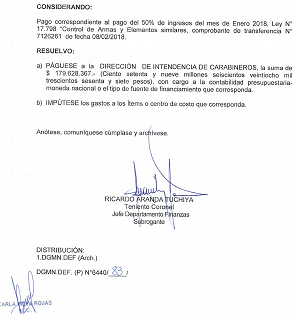 CONSIDERANDO:
Pago correspondiente al pago del 50% de ingresos del mes de Enero 2018, Ley N°
17.798 "Control de Armas y Elementos similares, comprobante de transferencia N°
7126261 de fecha 08/02/2018.
RESUELVO:
a) PÁGUESE a la DIRECCIÓN DE INTENDENCIA DE CARABINEROS, la suma de
$ 179.628.367.- (Ciento setenta y nueve millones seiscientos veintiocho mil
trescientos sesenta y siete pesos), con cargo a la contabilidad presupuestaria-
moneda nacional o el tipo de fuente de financiamiento que corresponda.
b) IMPÚTESE los gastos a los Ítems o centro de costo que corresponda.
Anótese, comuníquese cúmplase y archívese.
RICARDO ARANDA TUCHIYA
Teniente Coronel
Jefe Departamento Finanzas
Subrogante
DISTRIBUCIÓN:
1.DGMN.DEF (Arch.)
DGMN.DEF. (P) N°6440/ 83 /
ROJAS